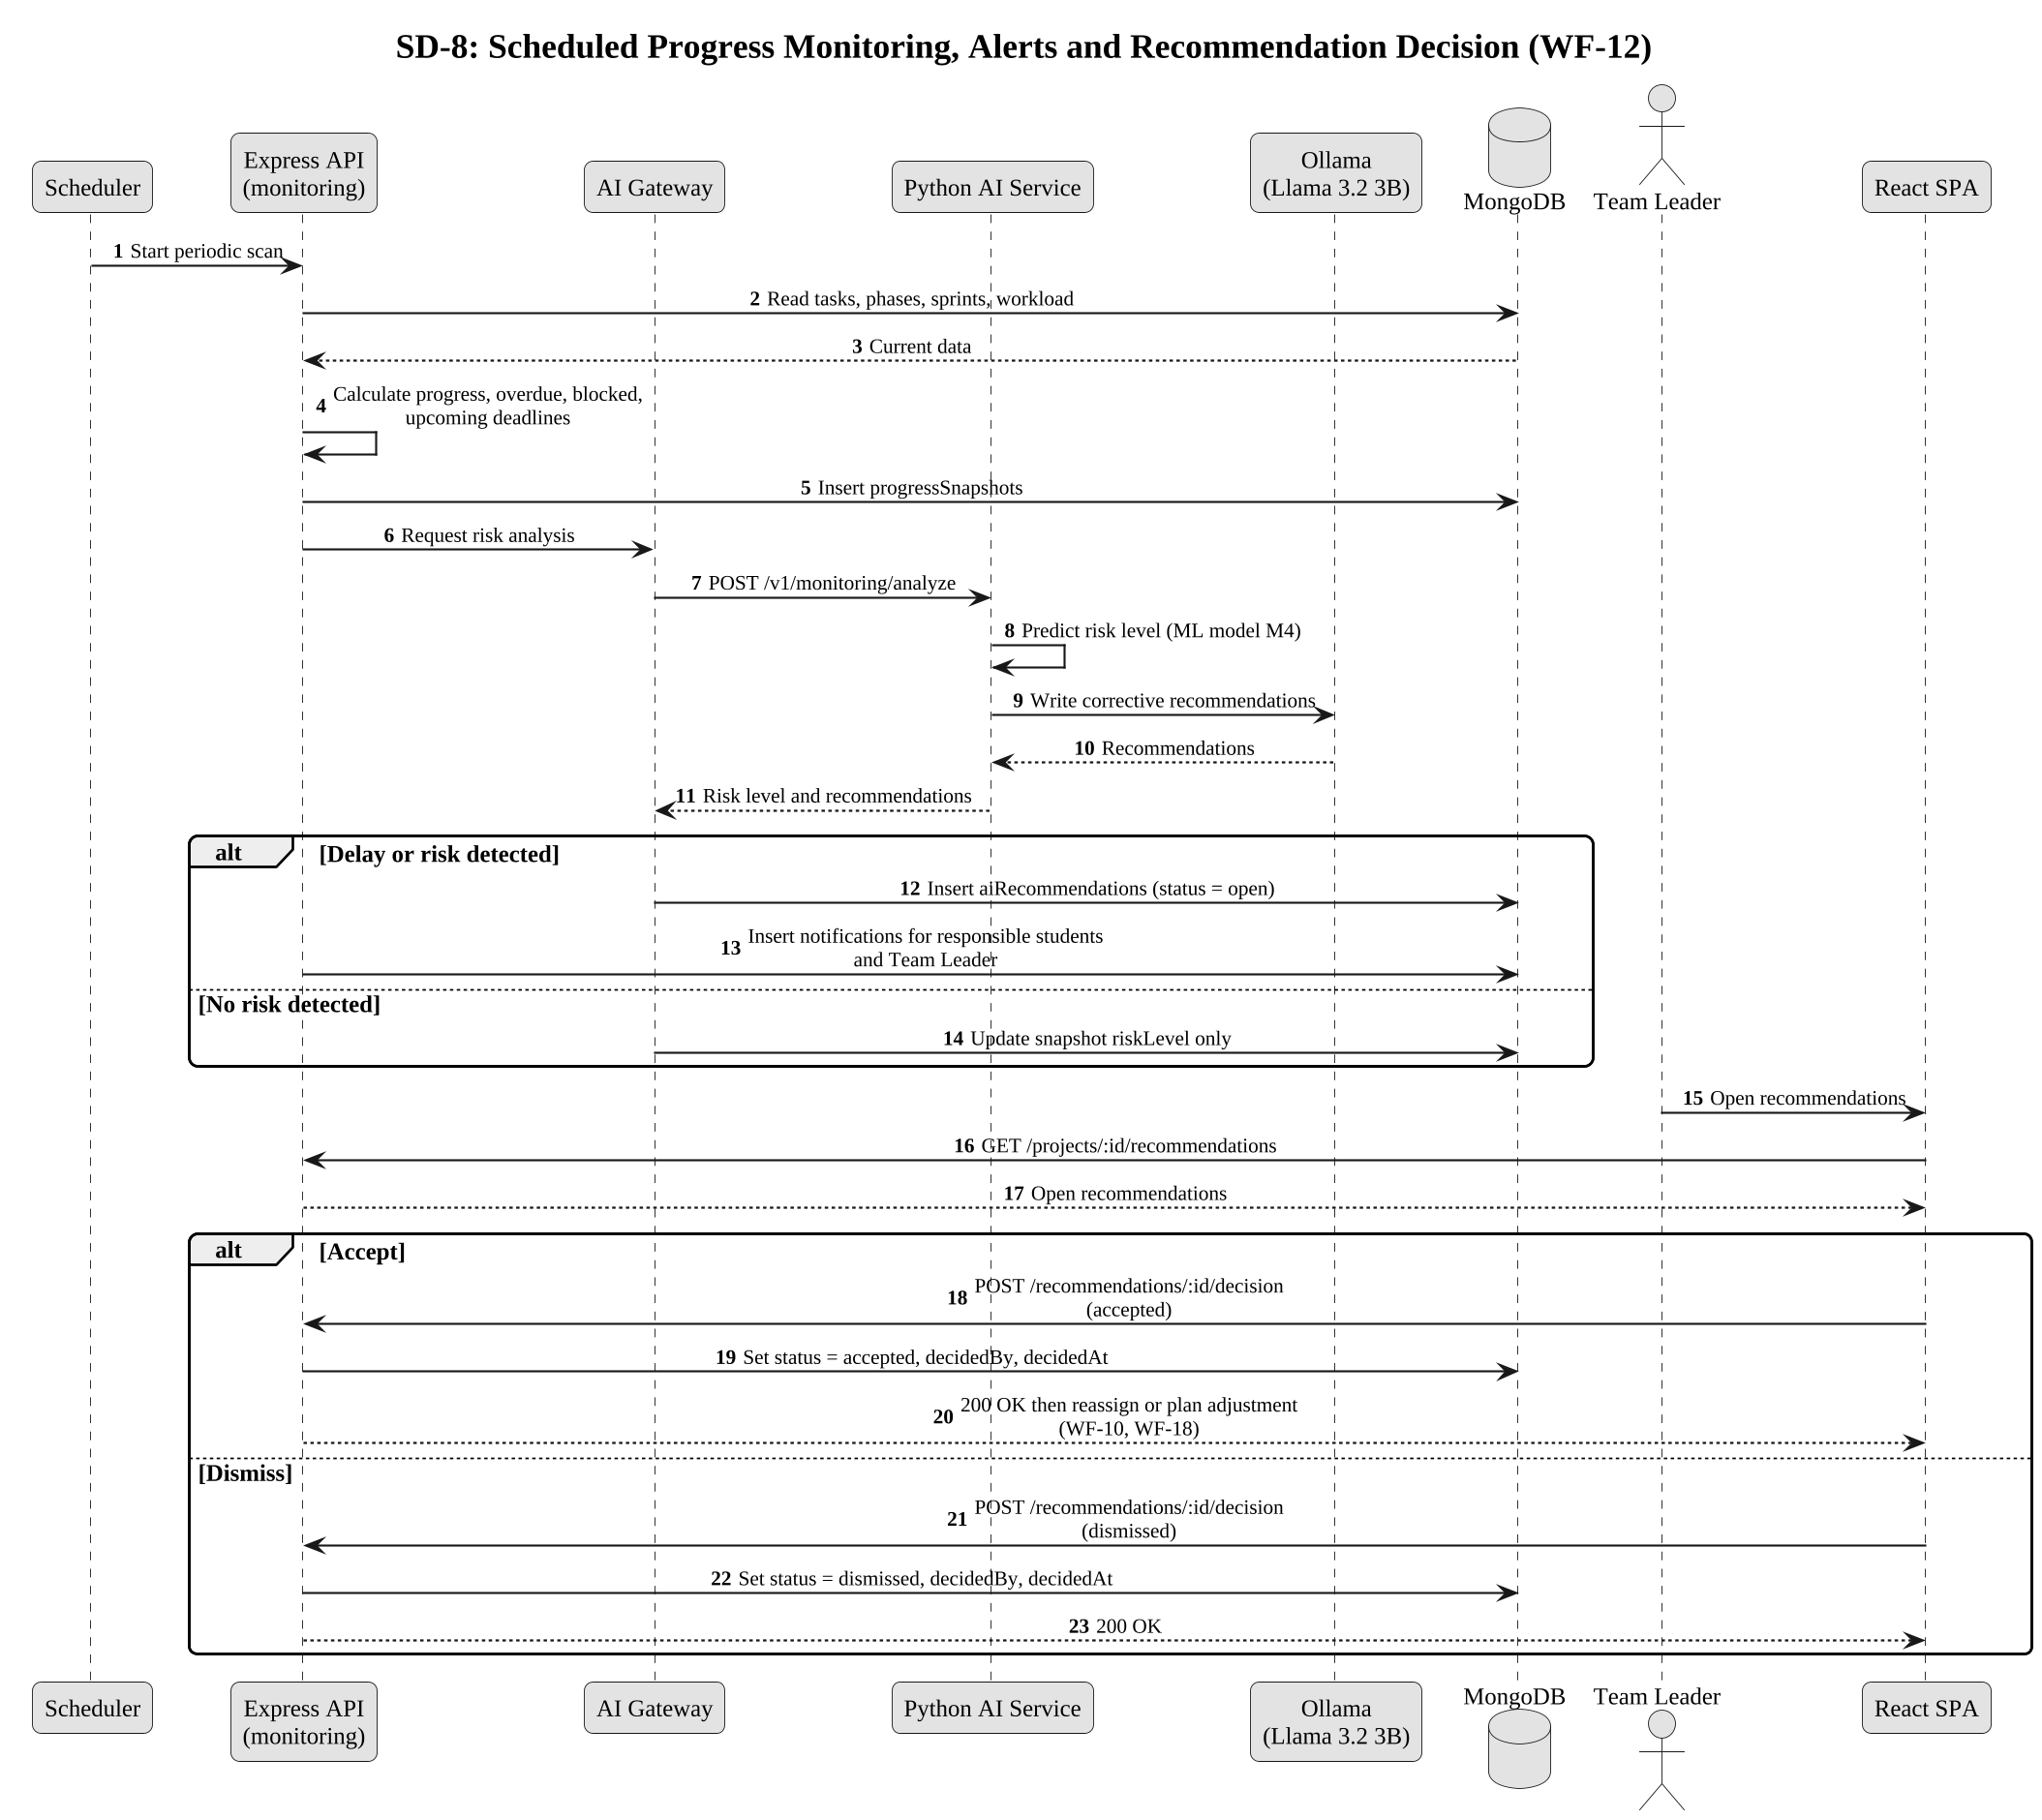 SD-8: Scheduled Progress Monitoring, Alerts and Recommendation Decision (WF-12)
Scheduler
Express API
(monitoring)
AI Gateway
Python AI Service
Ollama
(Llama 3.2 3B)
MongoDB
Team Leader
React SPA
1 Start periodic scan
2 Read tasks, phases, sprints, workload
3 Current data
4 Calculate progress, overdue, blocked,
upcoming deadlines
5 Insert progressSnapshots
6 Request risk analysis
7 POST /v1/monitoring/analyze
8 Predict risk level (ML model M4)
9 Write corrective recommendations
10 Recommendations
11 Risk level and recommendations
alt [Delay or risk detected]
12 Insert aiRecommendations (status = open)
13 Insert notifications for responsible students
and Team Leader
[No risk detected]
14 Update snapshot riskLevel only
15 Open recommendations
16 GET /projects/:id/recommendations
17 Open recommendations
alt [Accept]
18 POST /recommendations/:id/decision
(accepted)
19 Set status = accepted, decidedBy, decidedAt
20 200 OK then reassign or plan adjustment
(WF-10, WF-18)
[Dismiss]
21 POST /recommendations/:id/decision
(dismissed)
22 Set status = dismissed, decidedBy, decidedAt
23 200 OK
Scheduler
Express API
(monitoring)
AI Gateway
Python AI Service
Ollama
(Llama 3.2 3B)
MongoDB
Team Leader
React SPA